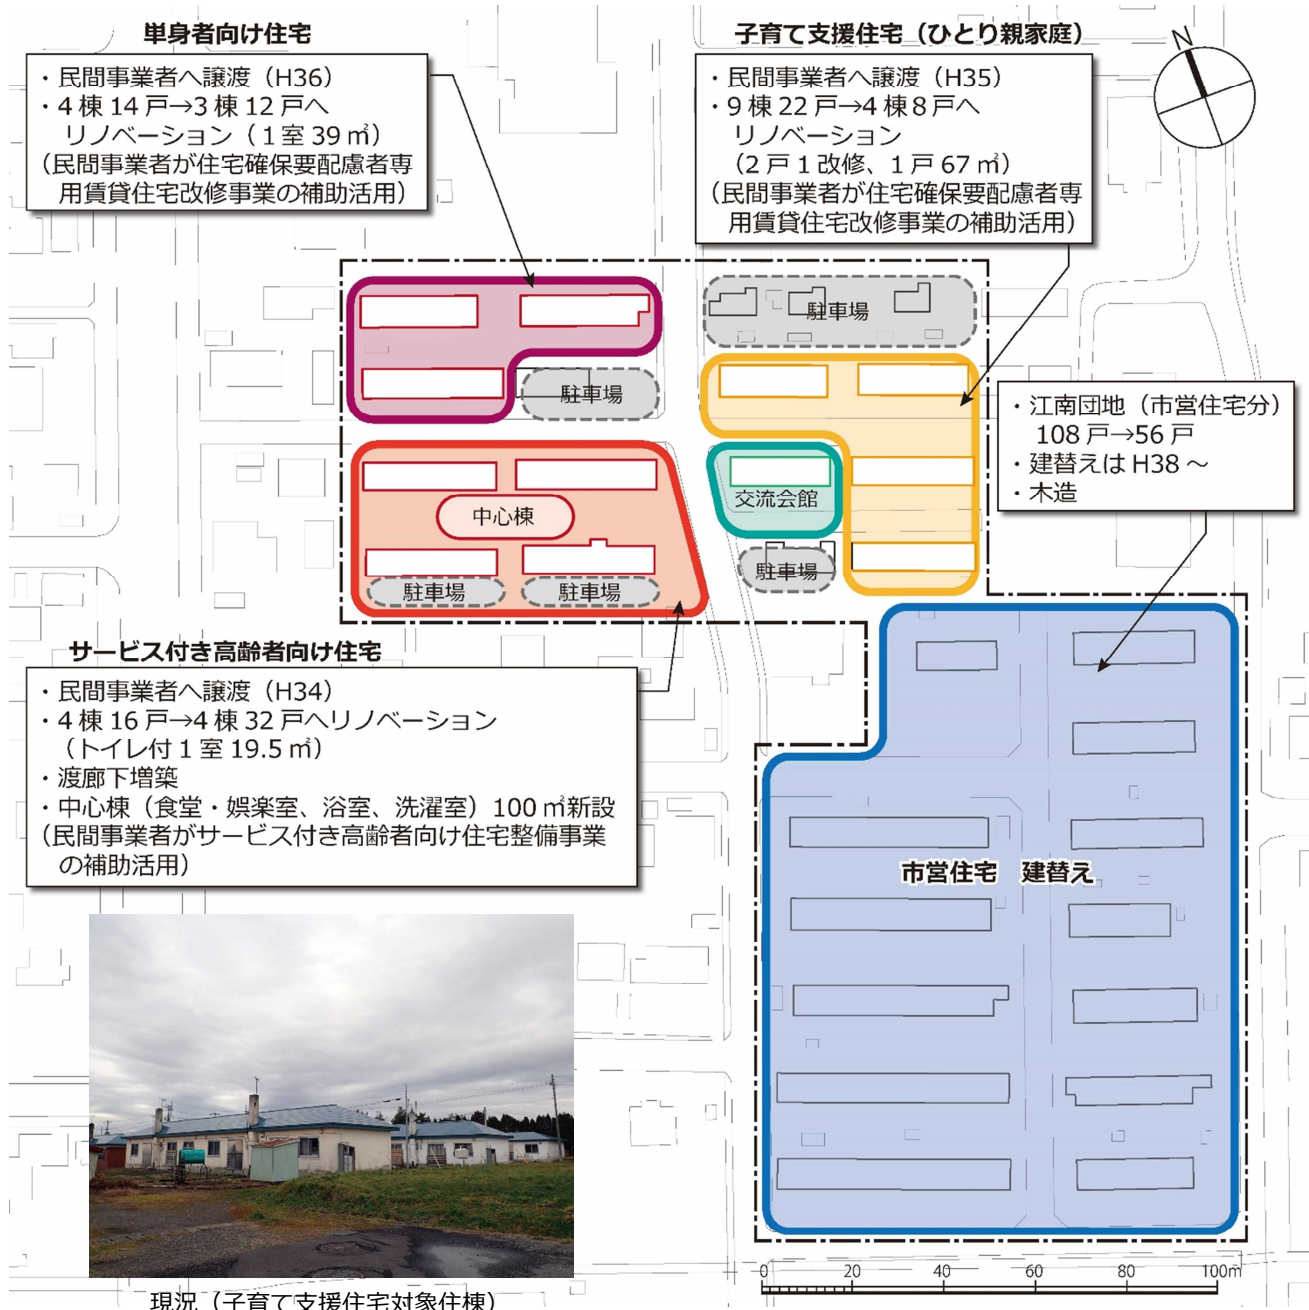 単身者向け住宅
・民間事業者へ譲渡（H36）
・4棟14戸→3棟12戸へ
リノベーション（1室39㎡）
（民間事業者が住宅確保要配慮者専
用賃貸住宅改修事業の補助活用）
子育て支援住宅（ひとり親家庭）
・民間事業者へ譲渡（H35）
・9棟22戸→4棟8戸へ
リノベーション
（2戸1改修、1戸67㎡）
（民間事業者が住宅確保要配慮者専
用賃貸住宅改修事業の補助活用）
N
駐車場
駐車場
・江南団地（市営住宅分）
108戸→56戸
・建替えはH38～
・木造
中心棟
交流会館
駐車場
駐車場
駐車場
サービス付き高齢者向け住宅
・民間事業者へ譲渡（H34）
・4棟16戸→4棟32戸へリノベーション
（トイレ付1室19.5㎡）
・渡廊下増築
・中心棟（食堂・娯楽室、浴室、洗濯室）100㎡新設
（民間事業者がサービス付き高齢者向け住宅整備事業
の補助活用）
市営住宅　建替え
0 20 40 60 80 100m
現況（子育て支援住宅対象住棟）